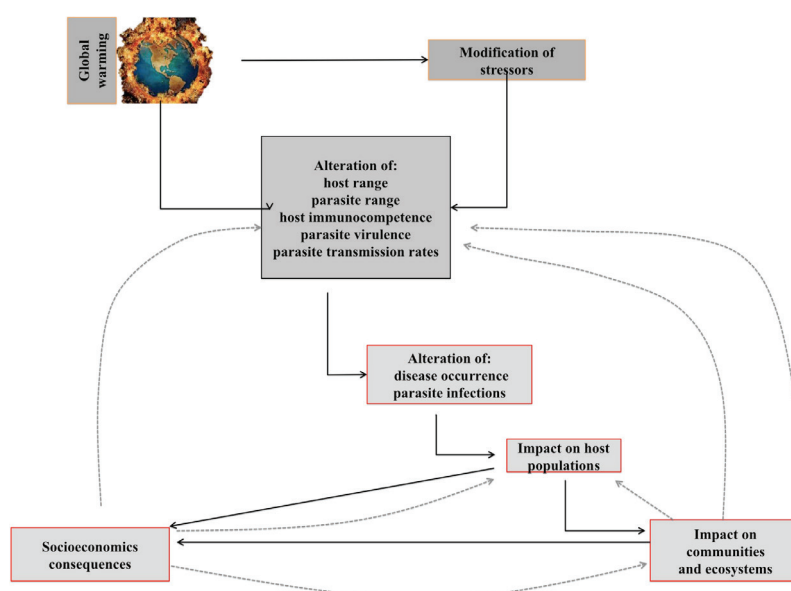 Global
warming
Modification of
stressors
Alteration of:
host range
parasite range
host immunocompetence
parasite virulence
parasite transmission rates
Alteration of:
disease occurrence
parasite infections
Impact on host
populations
Socioeconomics
consequences
Impact on
communities
and ecosystems